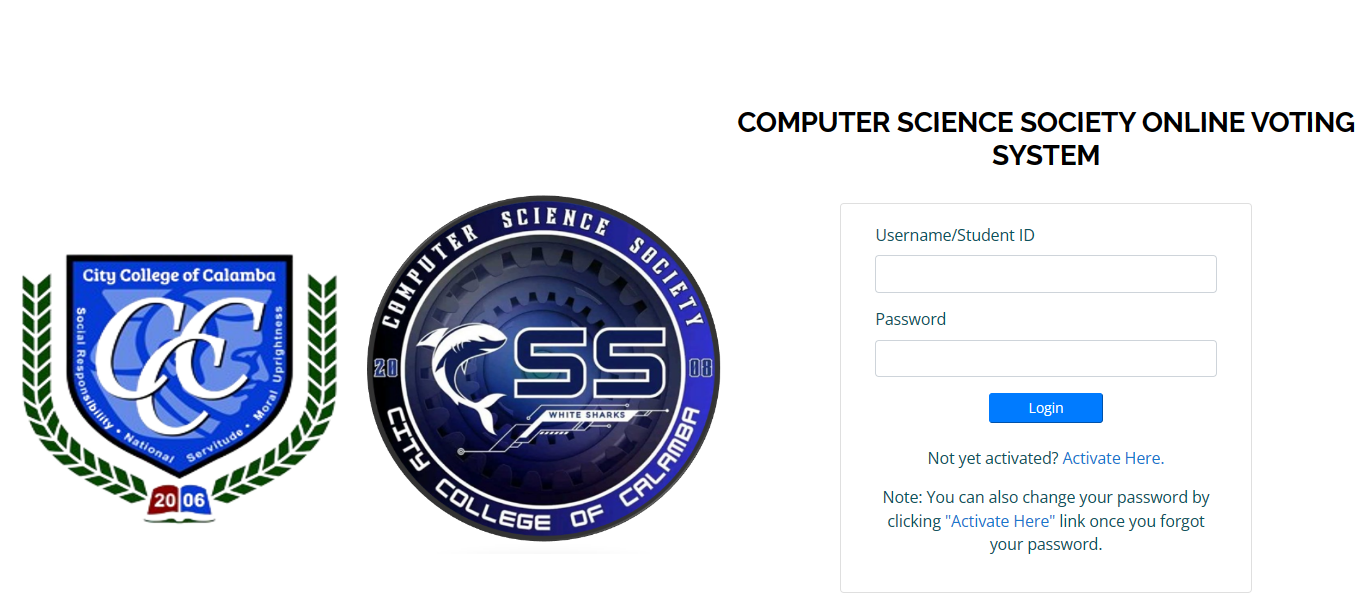 COMPUTER SCIENCE SOCIETY ONLINE VOTING
SYSTEM
City College of Calamba
Social Responsibility • National Servitude • Moral Uprightness
CCC
20 06
COMPUTER SCIENCE SOCIETY
20 08
SS
WHITE SHARKS
CITY COLLEGE OF CALAMBA
Username/Student ID
Password
Login
Not yet activated? Activate Here.
Note: You can also change your password by
clicking "Activate Here" link once you forgot
your password.